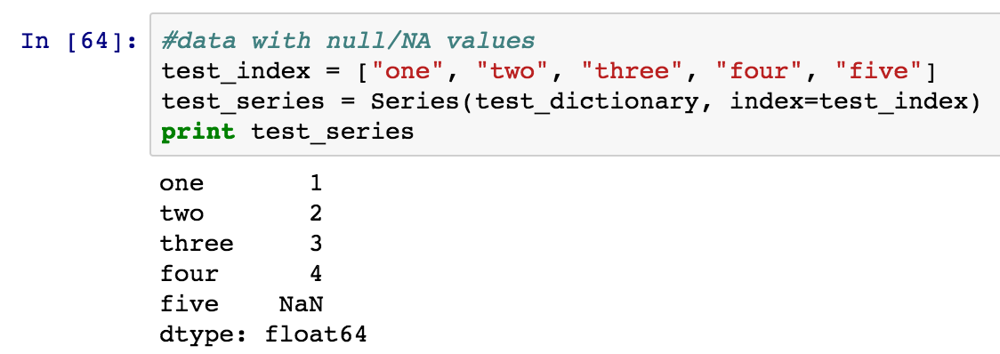 In [64]: #data with null/NA values
test_index = ["one", "two", "three", "four", "five"]
test_series = Series(test_dictionary, index=test_index)
print test_series
one 1
two 2
three 3
four 4
five NaN
dtype: float64